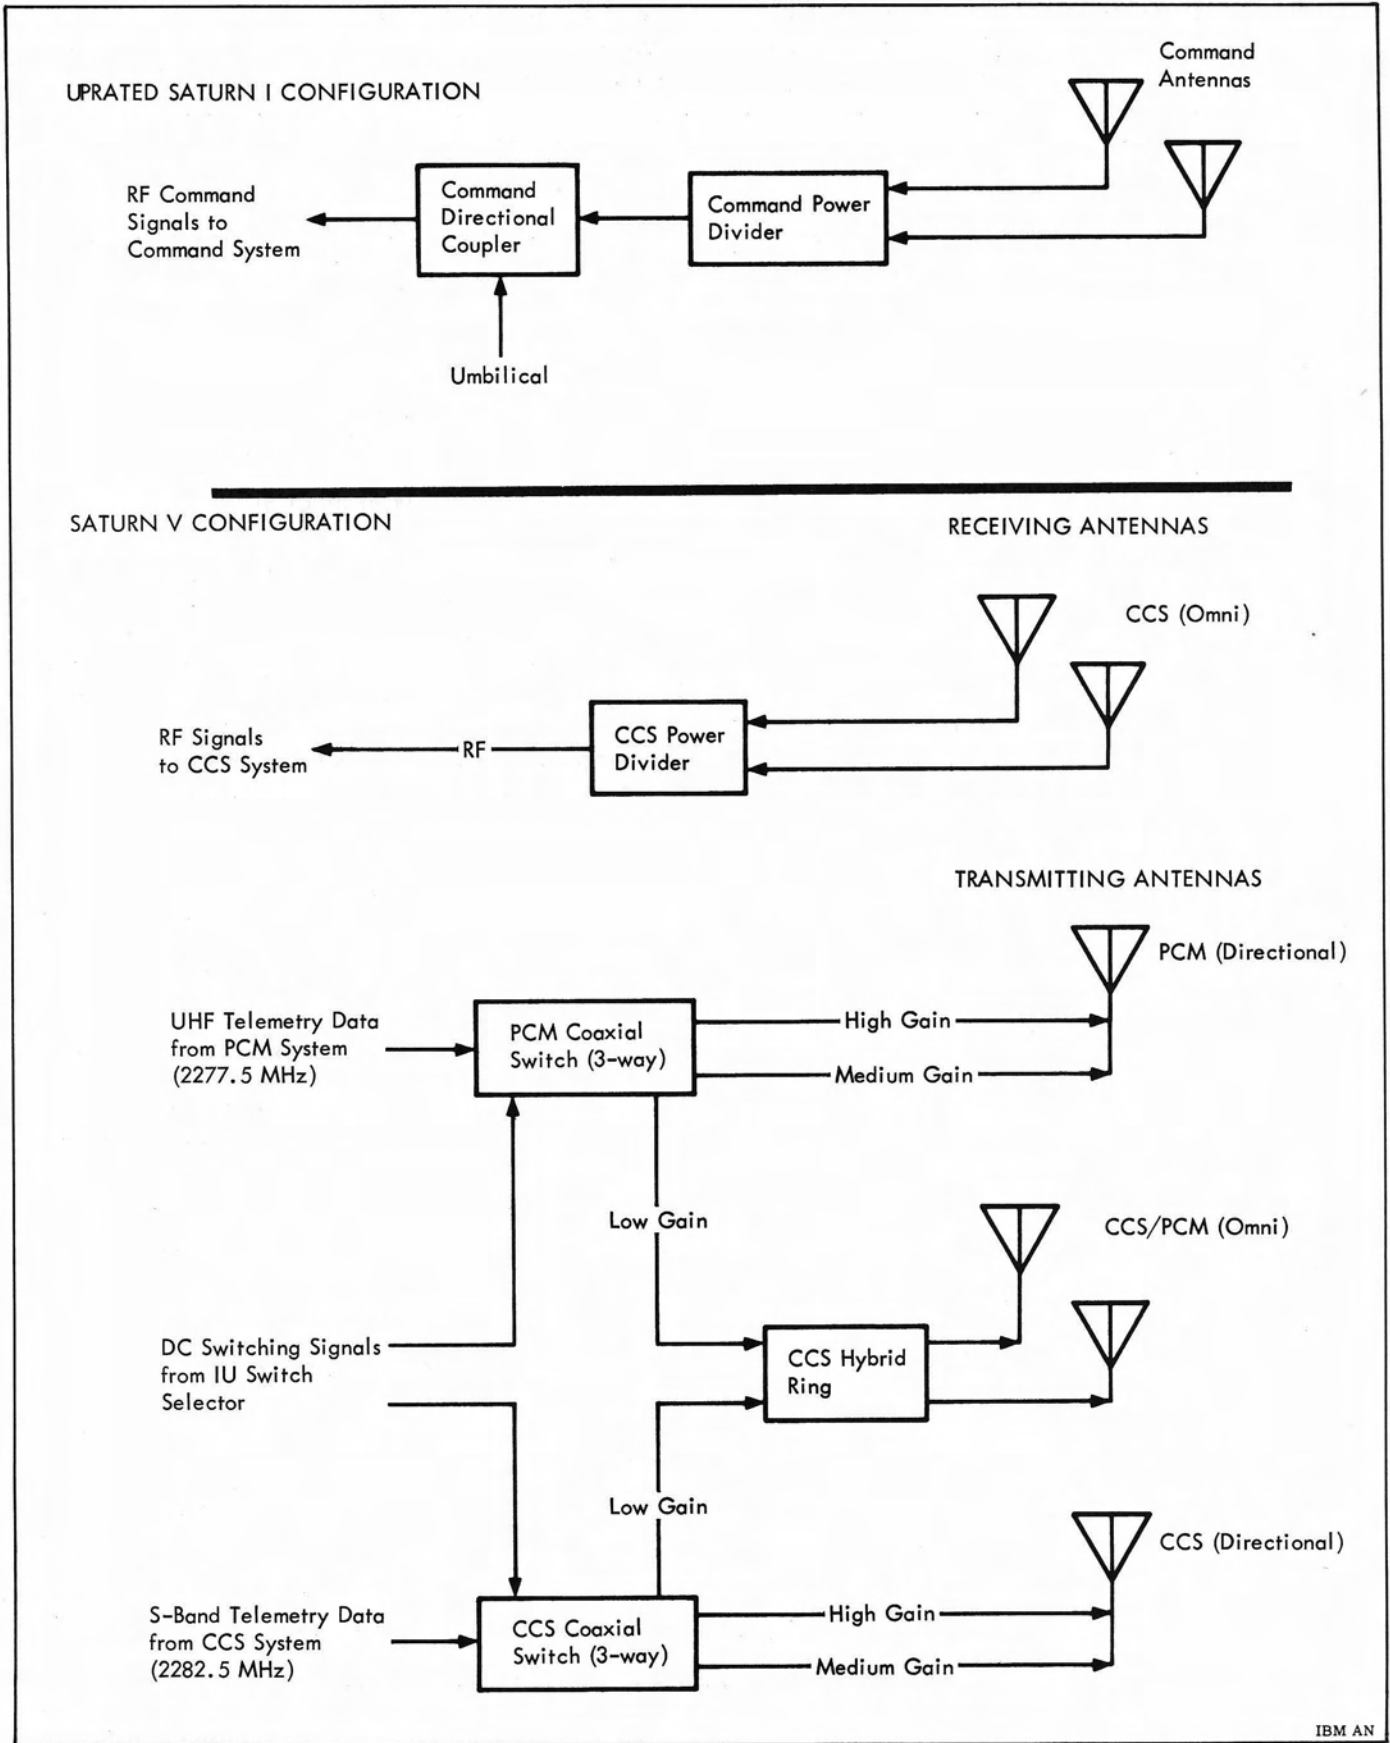 UPRATED SATURN I CONFIGURATION
Command
Antennas
RF Command
Signals to
Command System
Command
Directional
Coupler
Command Power
Divider
Umbilical
SATURN V CONFIGURATION
RECEIVING ANTENNAS
CCS (Omni)
RF Signals
to CCS System
RF
CCS Power
Divider
TRANSMITTING ANTENNAS
PCM (Directional)
UHF Telemetry Data
from PCM System
(2277.5 MHz)
PCM Coaxial
Switch (3-way)
High Gain
Medium Gain
Low Gain
CCS/PCM (Omni)
DC Switching Signals
from IU Switch
Selector
CCS Hybrid
Ring
Low Gain
CCS (Directional)
S-Band Telemetry Data
from CCS System
(2282.5 MHz)
CCS Coaxial
Switch (3-way)
High Gain
Medium Gain
IBM AN